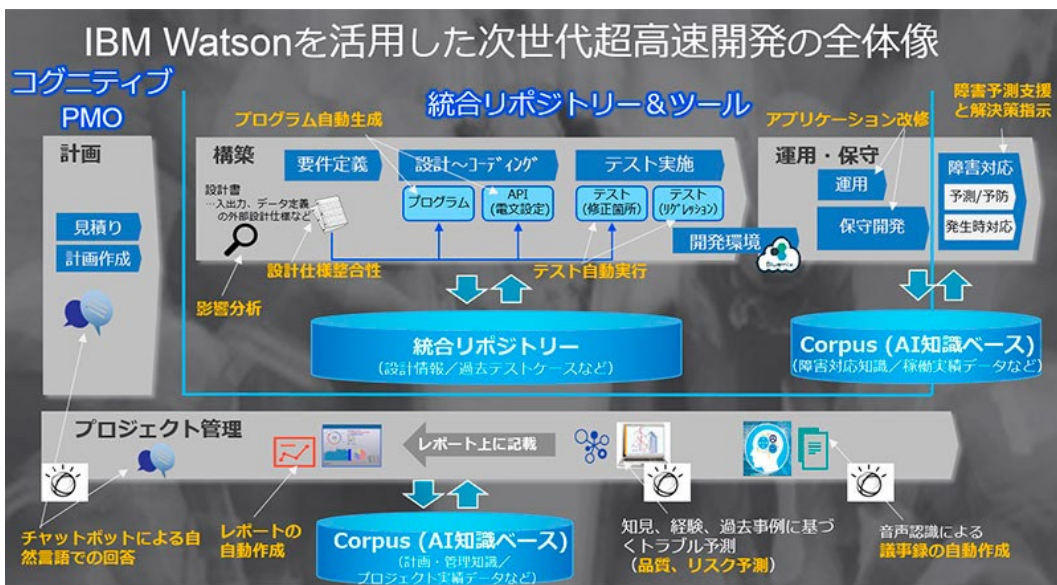 IBM Watsonを活用した次世代超高速開発の全体像
コグニティブ
PMO
統合リポジトリー＆ツール
障害予測支援
と解決策指示
プログラム自動生成
アプリケーション改修
計画
見積り
計画作成
構築
要件定義
設計～ｺｰﾃﾞｨﾝｸﾞ
テスト実施
設計書
…入出力、データ定義
の外部設計仕様など
プログラム
API
(電文設定)
テスト
(修正箇所)
テスト
(ﾘｸﾞﾚｯｼｮﾝ)
開発環境
Bluemix
運用・保守
運用
保守開発
障害対応
予測/予防
発生時対応
影響分析
設計仕様整合性
テスト自動実行
統合リポジトリー
（設計情報／過去テストケースなど）
Corpus (AI知識ベース)
（障害対応知識／稼働実績データなど）
プロジェクト管理
レポート上に記載
チャットボットによる自
然言語での回答
レポートの
自動作成
Corpus (AI知識ベース)
（計画・管理知識／
プロジェクト実績データなど）
知見、経験、過去事例に基づ
くトラブル予測
（品質、リスク予測）
音声認識による
議事録の自動作成